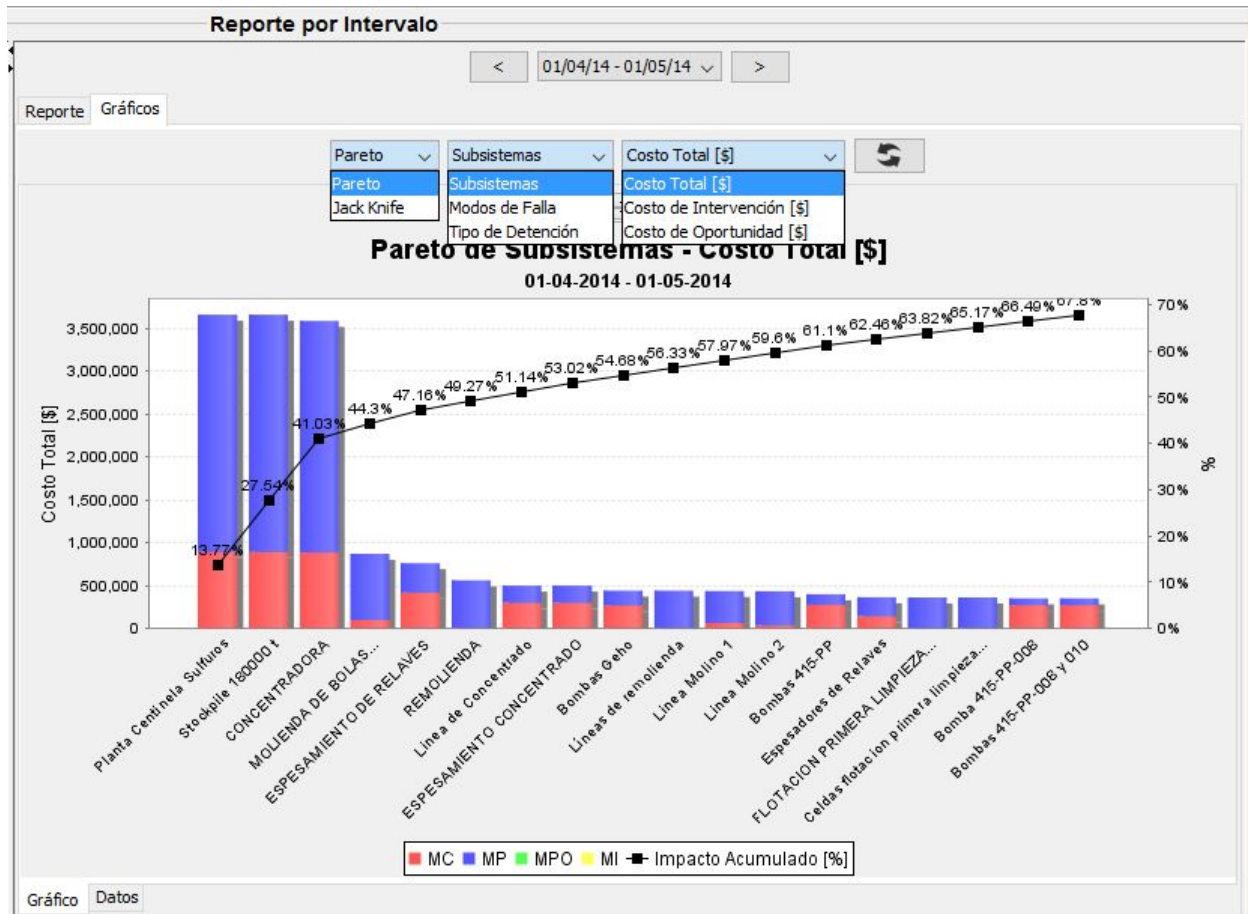 Reporte por Intervalo
< 01/04/14 - 01/05/14 >
Reporte Gráficos
Pareto Subsistemas Costo Total [$]
Pareto Subsistemas Costo Total [$]
Jack Knife Modos de Falla Costo de Intervención [$]
Tipo de Detención Costo de Oportunidad [$]
Pareto de Subsistemas - Costo Total [$]
01-04-2014 - 01-05-2014
Costo Total [$]
3,500,000
3,000,000
2,500,000
2,000,000
1,500,000
1,000,000
500,000
0
13.77%
27.54%
41.03%
44.3%
47.16%
49.27%
51.14%
53.02%
54.68%
56.33%
57.97%
59.6%
61.1%
62.46%
63.82%
65.17%
66.49%
67.8%
70%
60%
50%
40%
30%
20%
10%
0%
%
Planta Centinela Sulfuros
Stockpile 180000 t
CONCENTRADORA
MOLIENDA DE BOLAS...
ESPESAMIENTO DE RELAVES
REMOLIENDA
Linea de Concentrado
ESPESAMIENTO CONCENTRADO
Bombas Geho
Líneas de remolienda
Linea Molino 1
Linea Molino 2
Bombas 415-PP
Espesadores de Relaves
FLOTACION PRIMERA LIMPIEZA...
Celdas flotacion primera limpieza...
Bomba 415-PP-008
Bombas 415-PP-008 y 010
MC MP MPO MI Impacto Acumulado [%]
Gráfico Datos